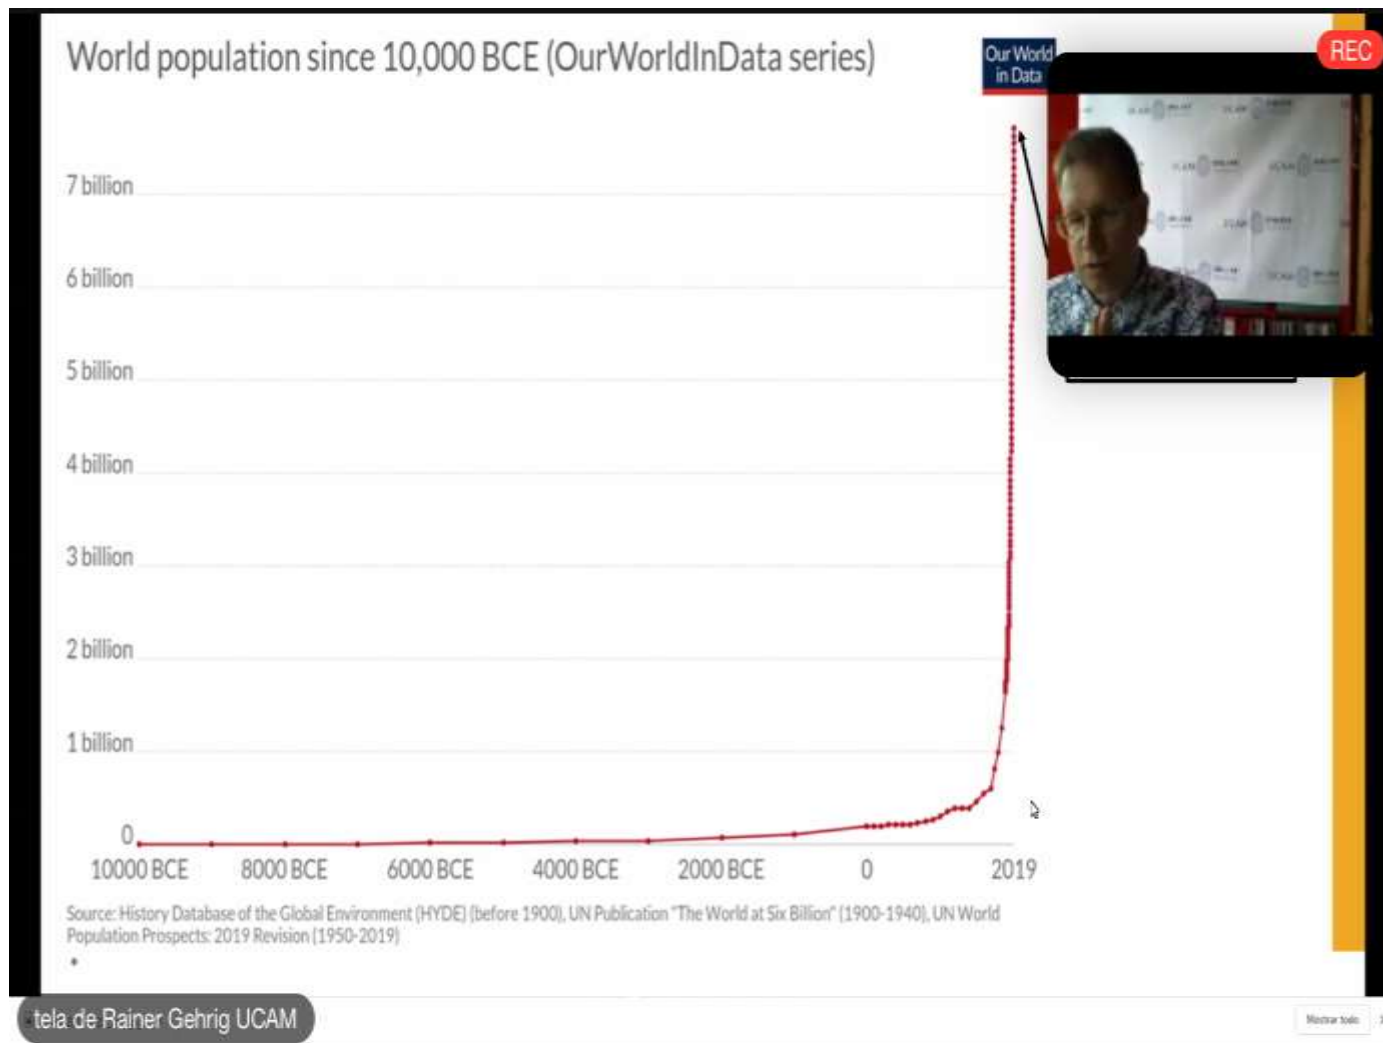 World population since 10,000 BCE (OurWorldInData series)
Our World
in Data
REC
7 billion
6 billion
5 billion
4 billion
3 billion
2 billion
1 billion
0
10000 BCE 8000 BCE 6000 BCE 4000 BCE 2000 BCE 0 2019
Source: History Database of the Global Environment (HYDE) (before 1900), UN Publication "The World at Six Billion" (1900-1940), UN World
Population Prospects: 2019 Revision (1950-2019)
tela de Rainer Gehrig UCAM
Mostrar todo